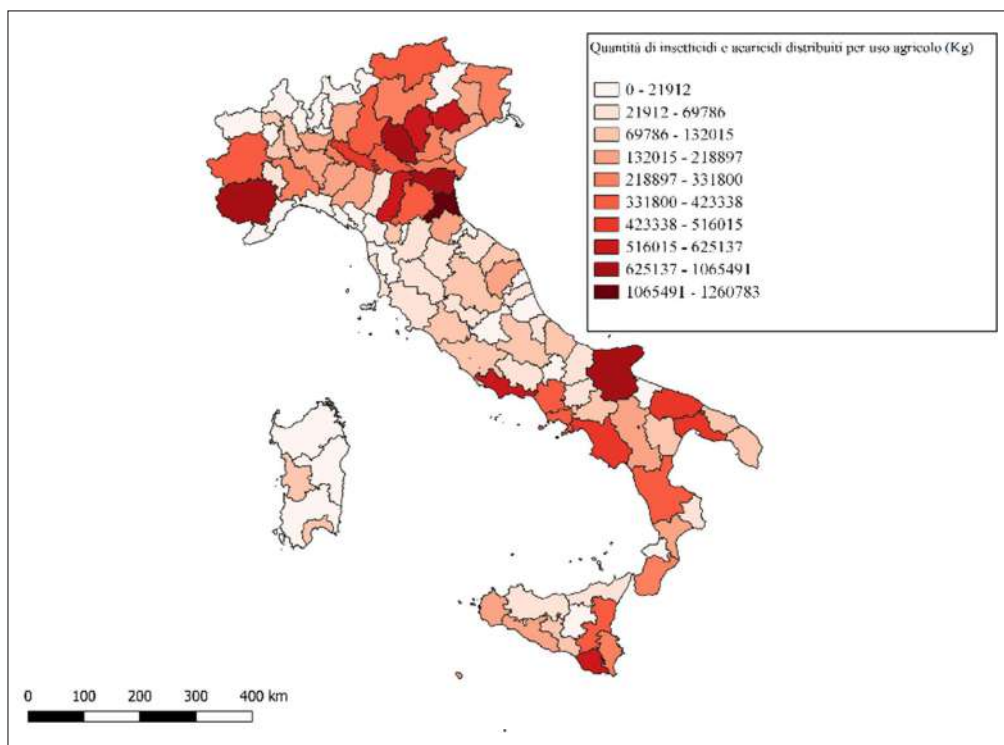 Quantità di insetticidi e acaricidi distribuiti per uso agricolo (Kg)
0 - 21912
21912 - 69786
69786 - 132015
132015 - 218897
218897 - 331800
331800 - 423338
423338 - 516015
516015 - 625137
625137 - 1065491
1065491 - 1260783
0 100 200 300 400 km